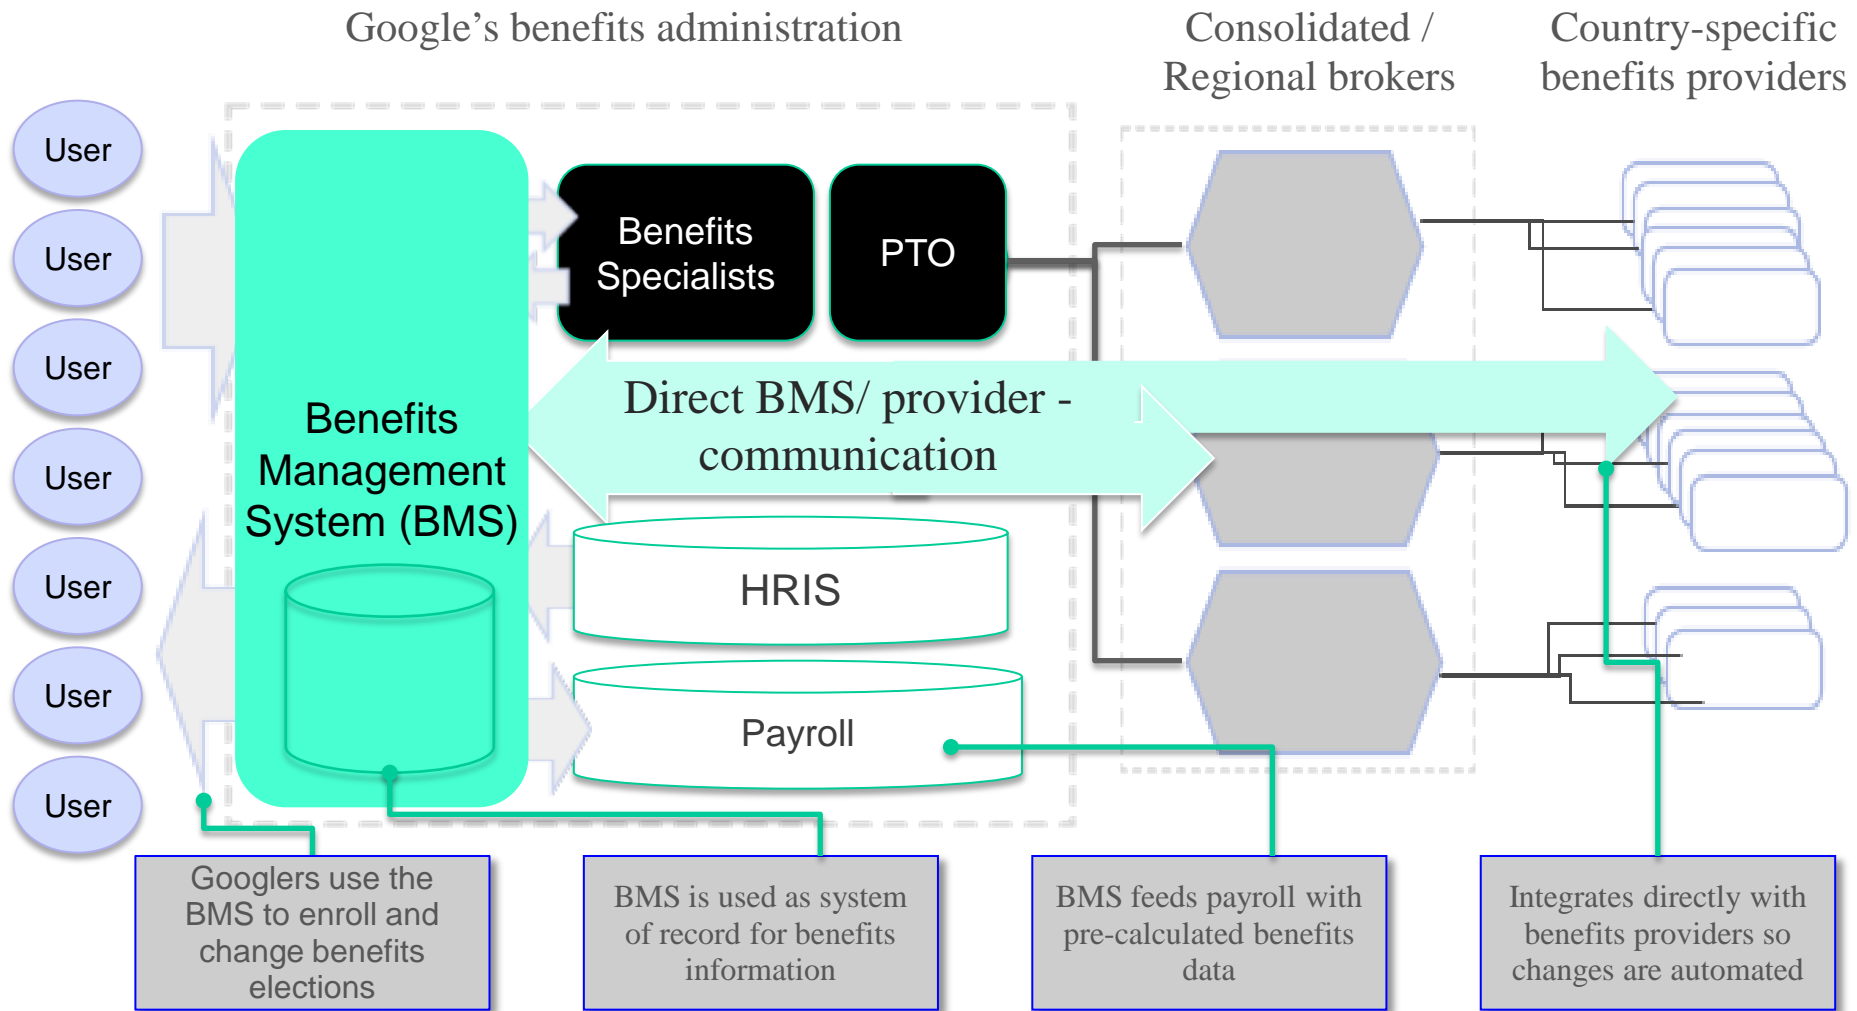 Google’s benefits administration
Consolidated /
Regional brokers
Country-specific
benefits providers
User
User
User
User
User
User
User
Benefits
Management
System (BMS)
Benefits
Specialists
PTO
Direct BMS/ provider -
communication
HRIS
Payroll
Googlers use the
BMS to enroll and
change benefits
elections
BMS is used as system
of record for benefits
information
BMS feeds payroll with
pre-calculated benefits
data
Integrates directly with
benefits providers so
changes are automated